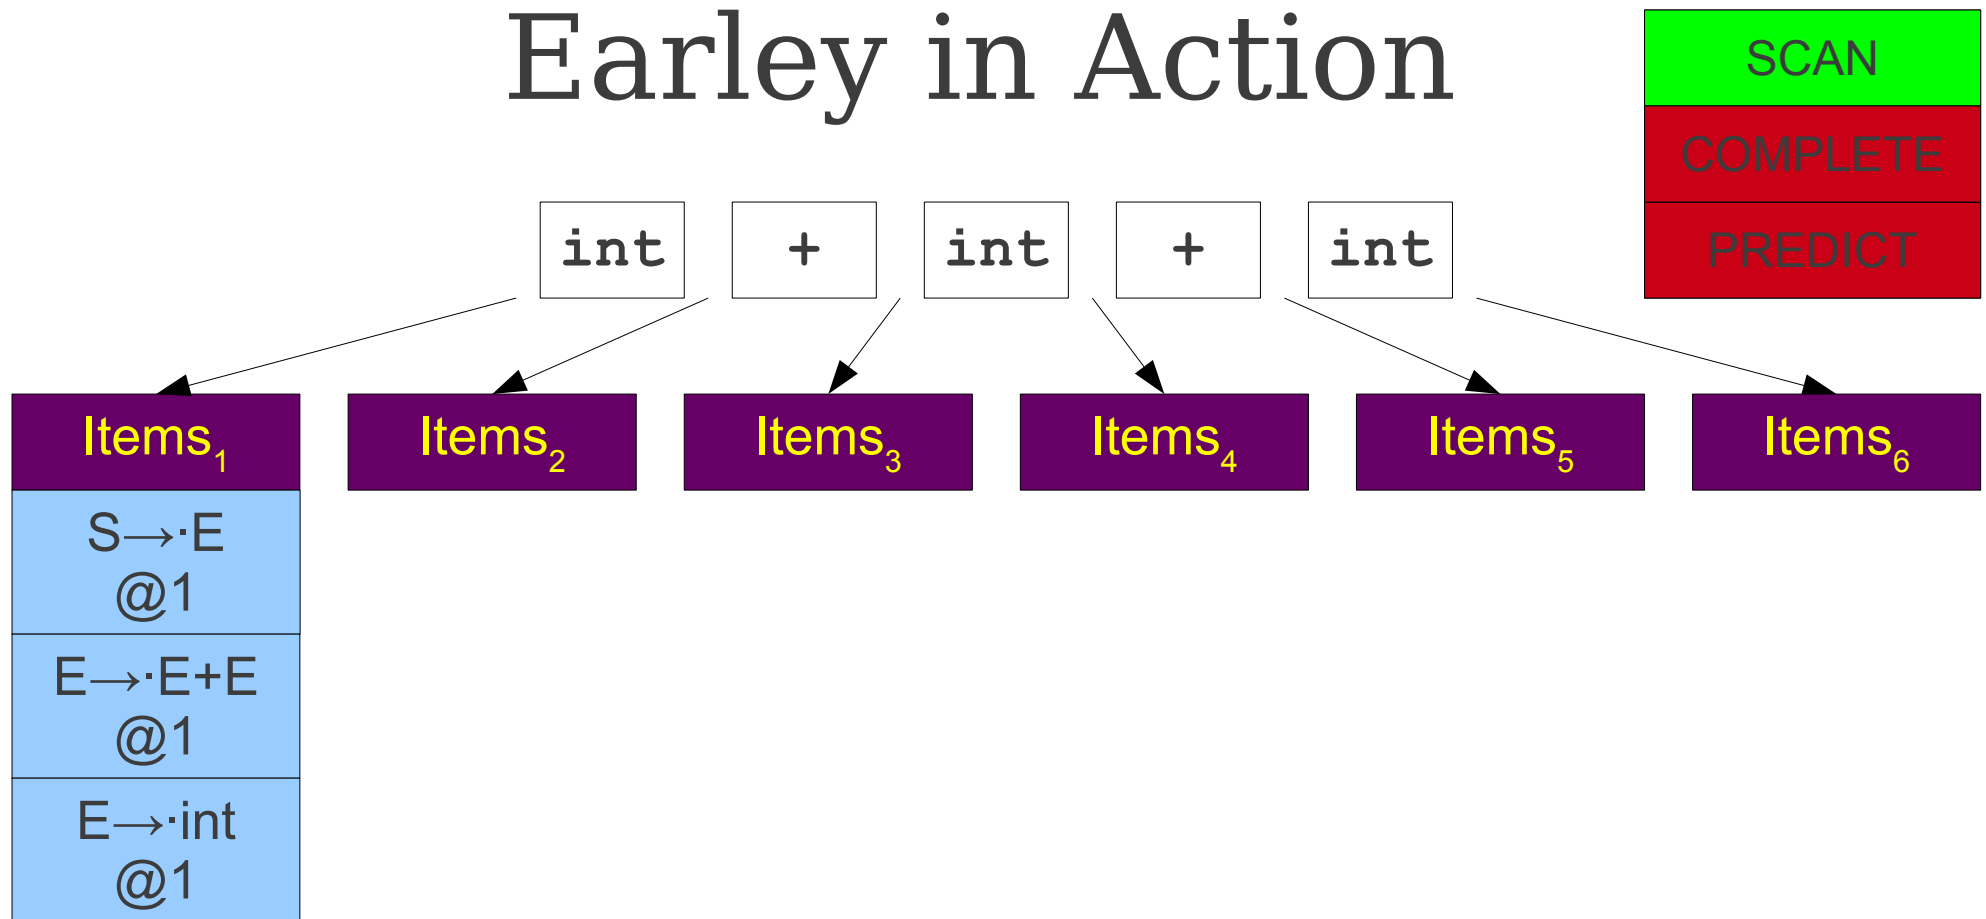 Earley in Action
SCAN
COMPLETE
PREDICT
int + int + int
Items₁ Items₂ Items₃ Items₄ Items₅ Items₆
S→·E
@1
E→·E+E
@1
E→·int
@1